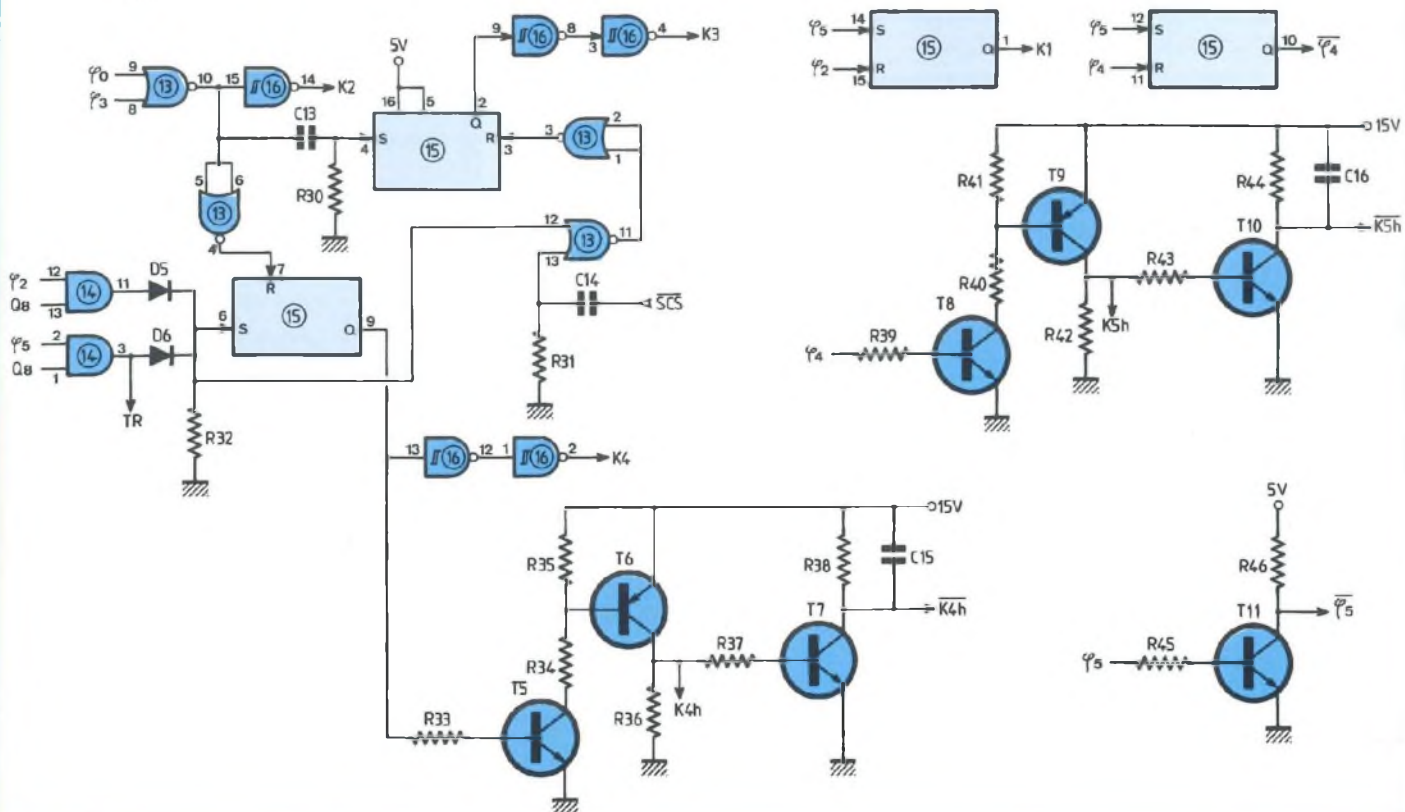 φ0 9
φ3 8
13 10 15 16 14 K2
5V
16 5
9 16 8 3 16 4 K3
C13
4 S 15 Q 2 R 3
R30
3 13 2 1
5 6 13 4
12 13 13 11
C14 SCS
R31
φ2 12
Q8 13
14 11 D5
φ5 2
Q8 1
14 3 D6
TR
R32
7 R
6 S 15 Q 9
13 16 12 1 16 2 K4
R33
T5
R34
R35
T6
R36
K4h
R37
T7
R38
C15
15V
K4h
φ5 14 S
φ2 15 R
15 Q 1 K1
φ5 12 S
φ4 11 R
15 Q 10 φ4
15V
R41
T9
R44
C16
K5h
R40
T8
φ4 R39
R42
K5h
R43
T10
5V
R46
φ5
T11
φ5 R45